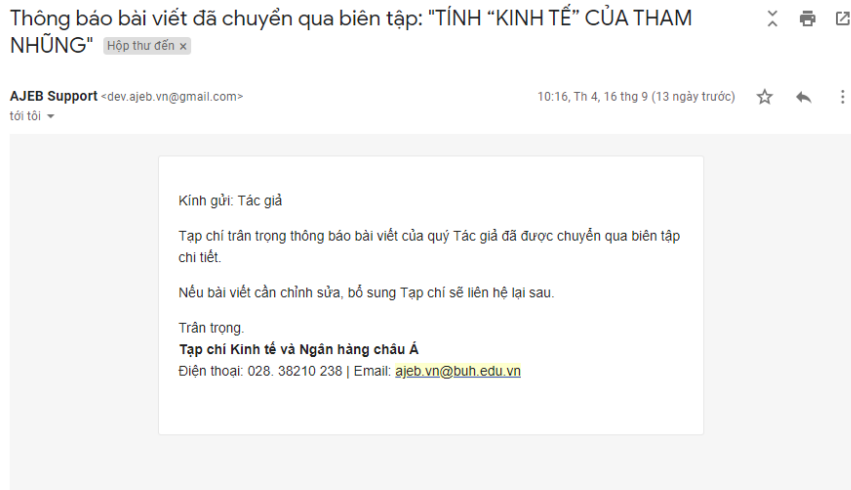 Thông báo bài viết đã chuyển qua biên tập: "TÍNH “KINH TẾ” CỦA THAM
NHŨNG" Hộp thư đến ×
AJEB Support <dev.ajeb.vn@gmail.com>
10:16, Th 4, 16 thg 9 (13 ngày trước)
tới tôi
Kính gửi: Tác giả
Tạp chí trân trọng thông báo bài viết của quý Tác giả đã được chuyển qua biên tập
chi tiết.
Nếu bài viết cần chỉnh sửa, bổ sung Tạp chí sẽ liên hệ lại sau.
Trân trọng.
Tạp chí Kinh tế và Ngân hàng châu Á
Điện thoại: 028. 38210 238 | Email: ajeb.vn@buh.edu.vn